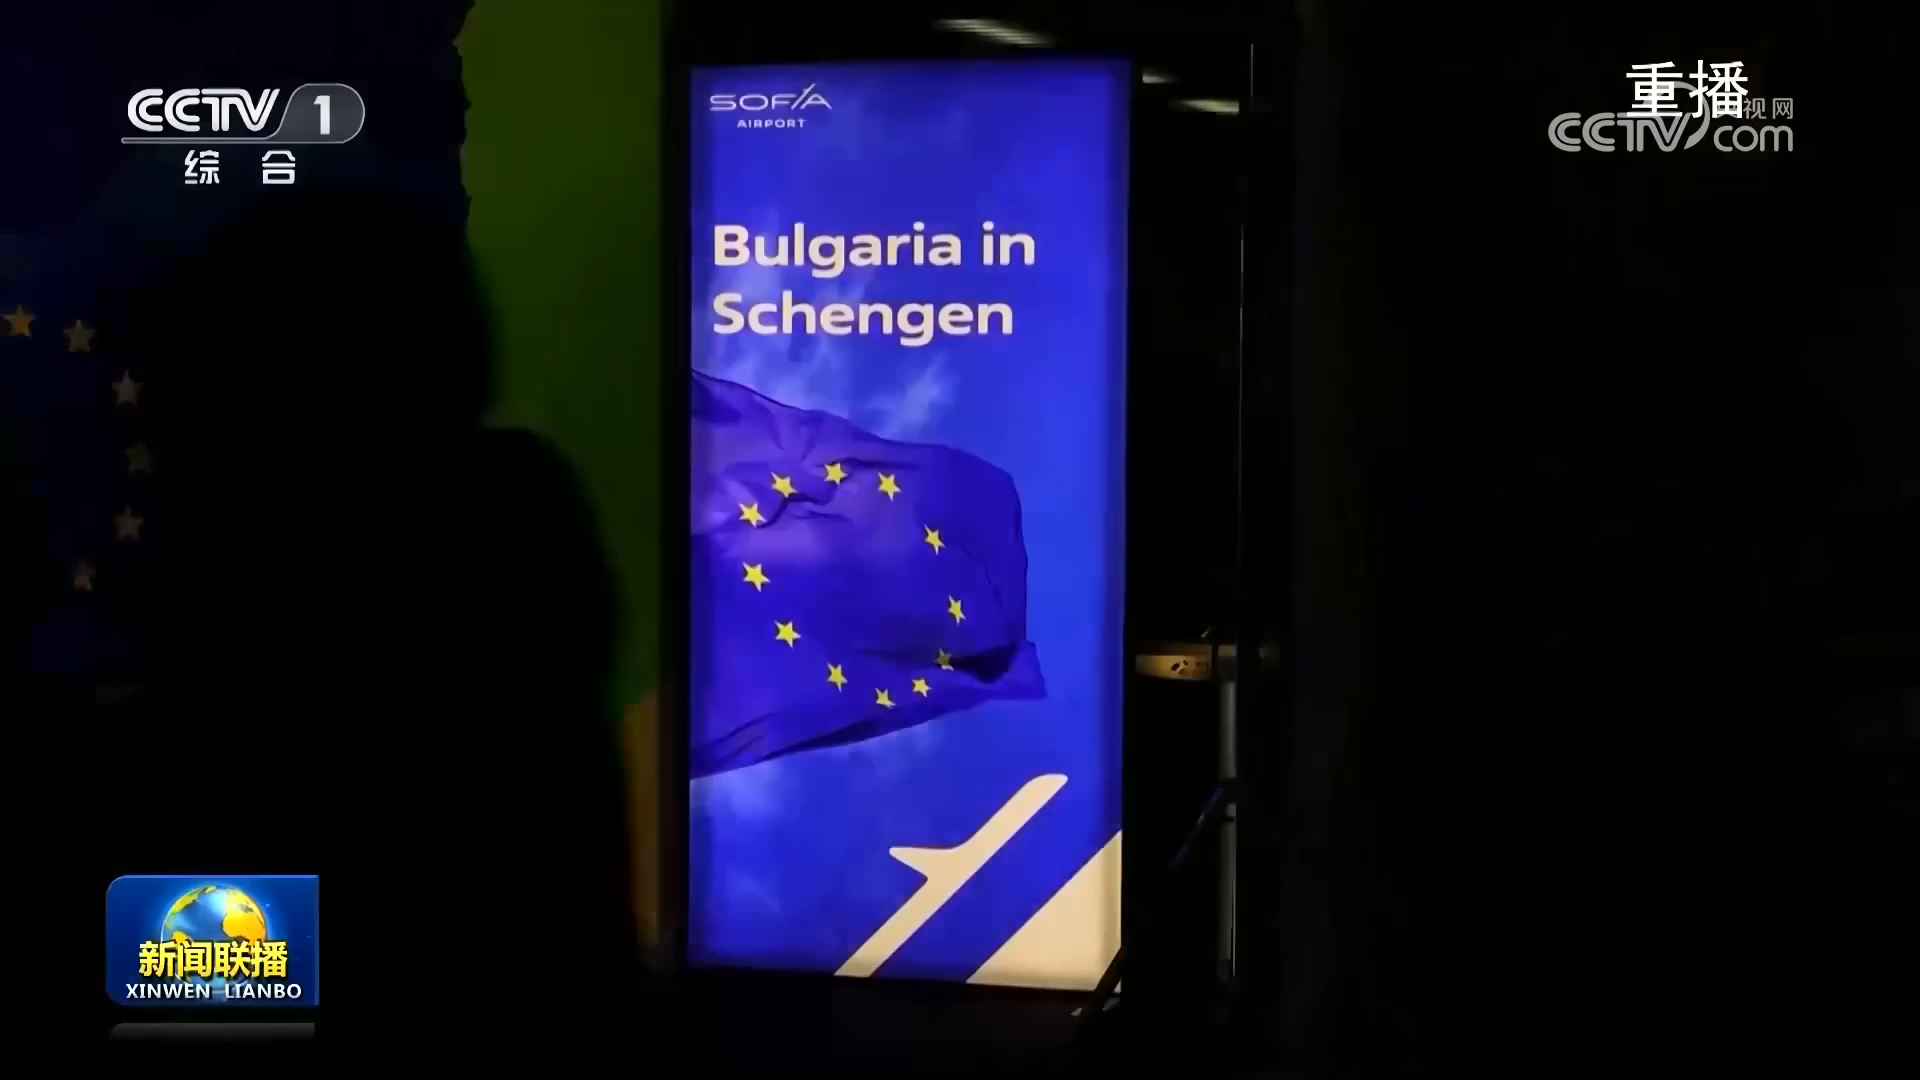 CCTV 1
综合
重播
央视网
CCTV com
SOFIA
AIRPORT
Bulgaria in
Schengen
新闻联播
XINWEN LIANBO